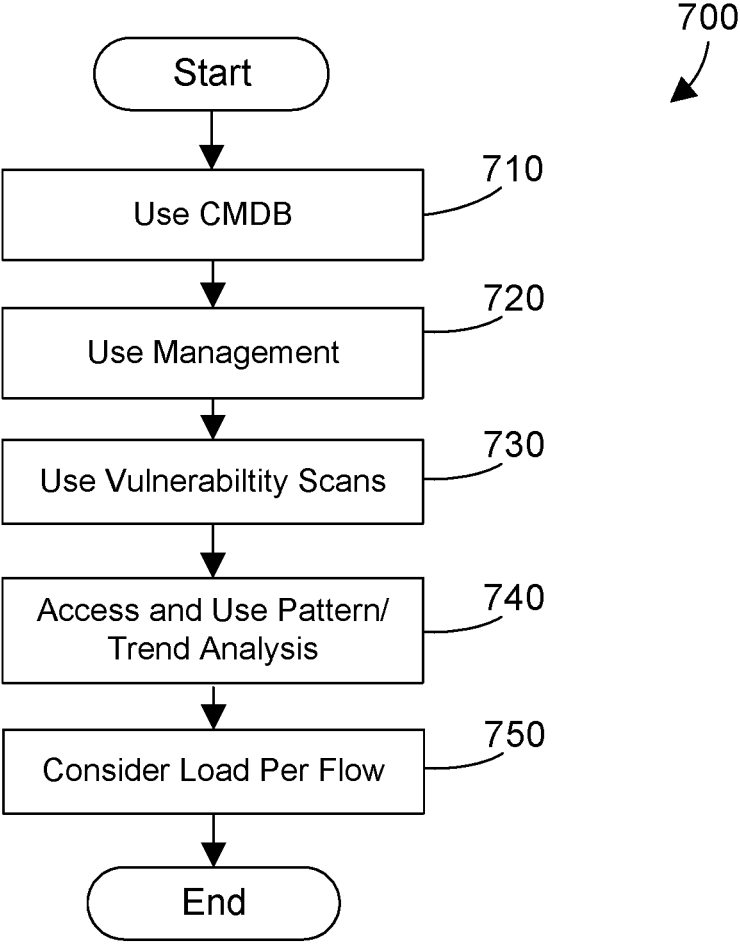 700
Start
710
Use CMDB
720
Use Management
730
Use Vulnerabiltity Scans
740
Access and Use Pattern/
Trend Analysis
750
Consider Load Per Flow
End